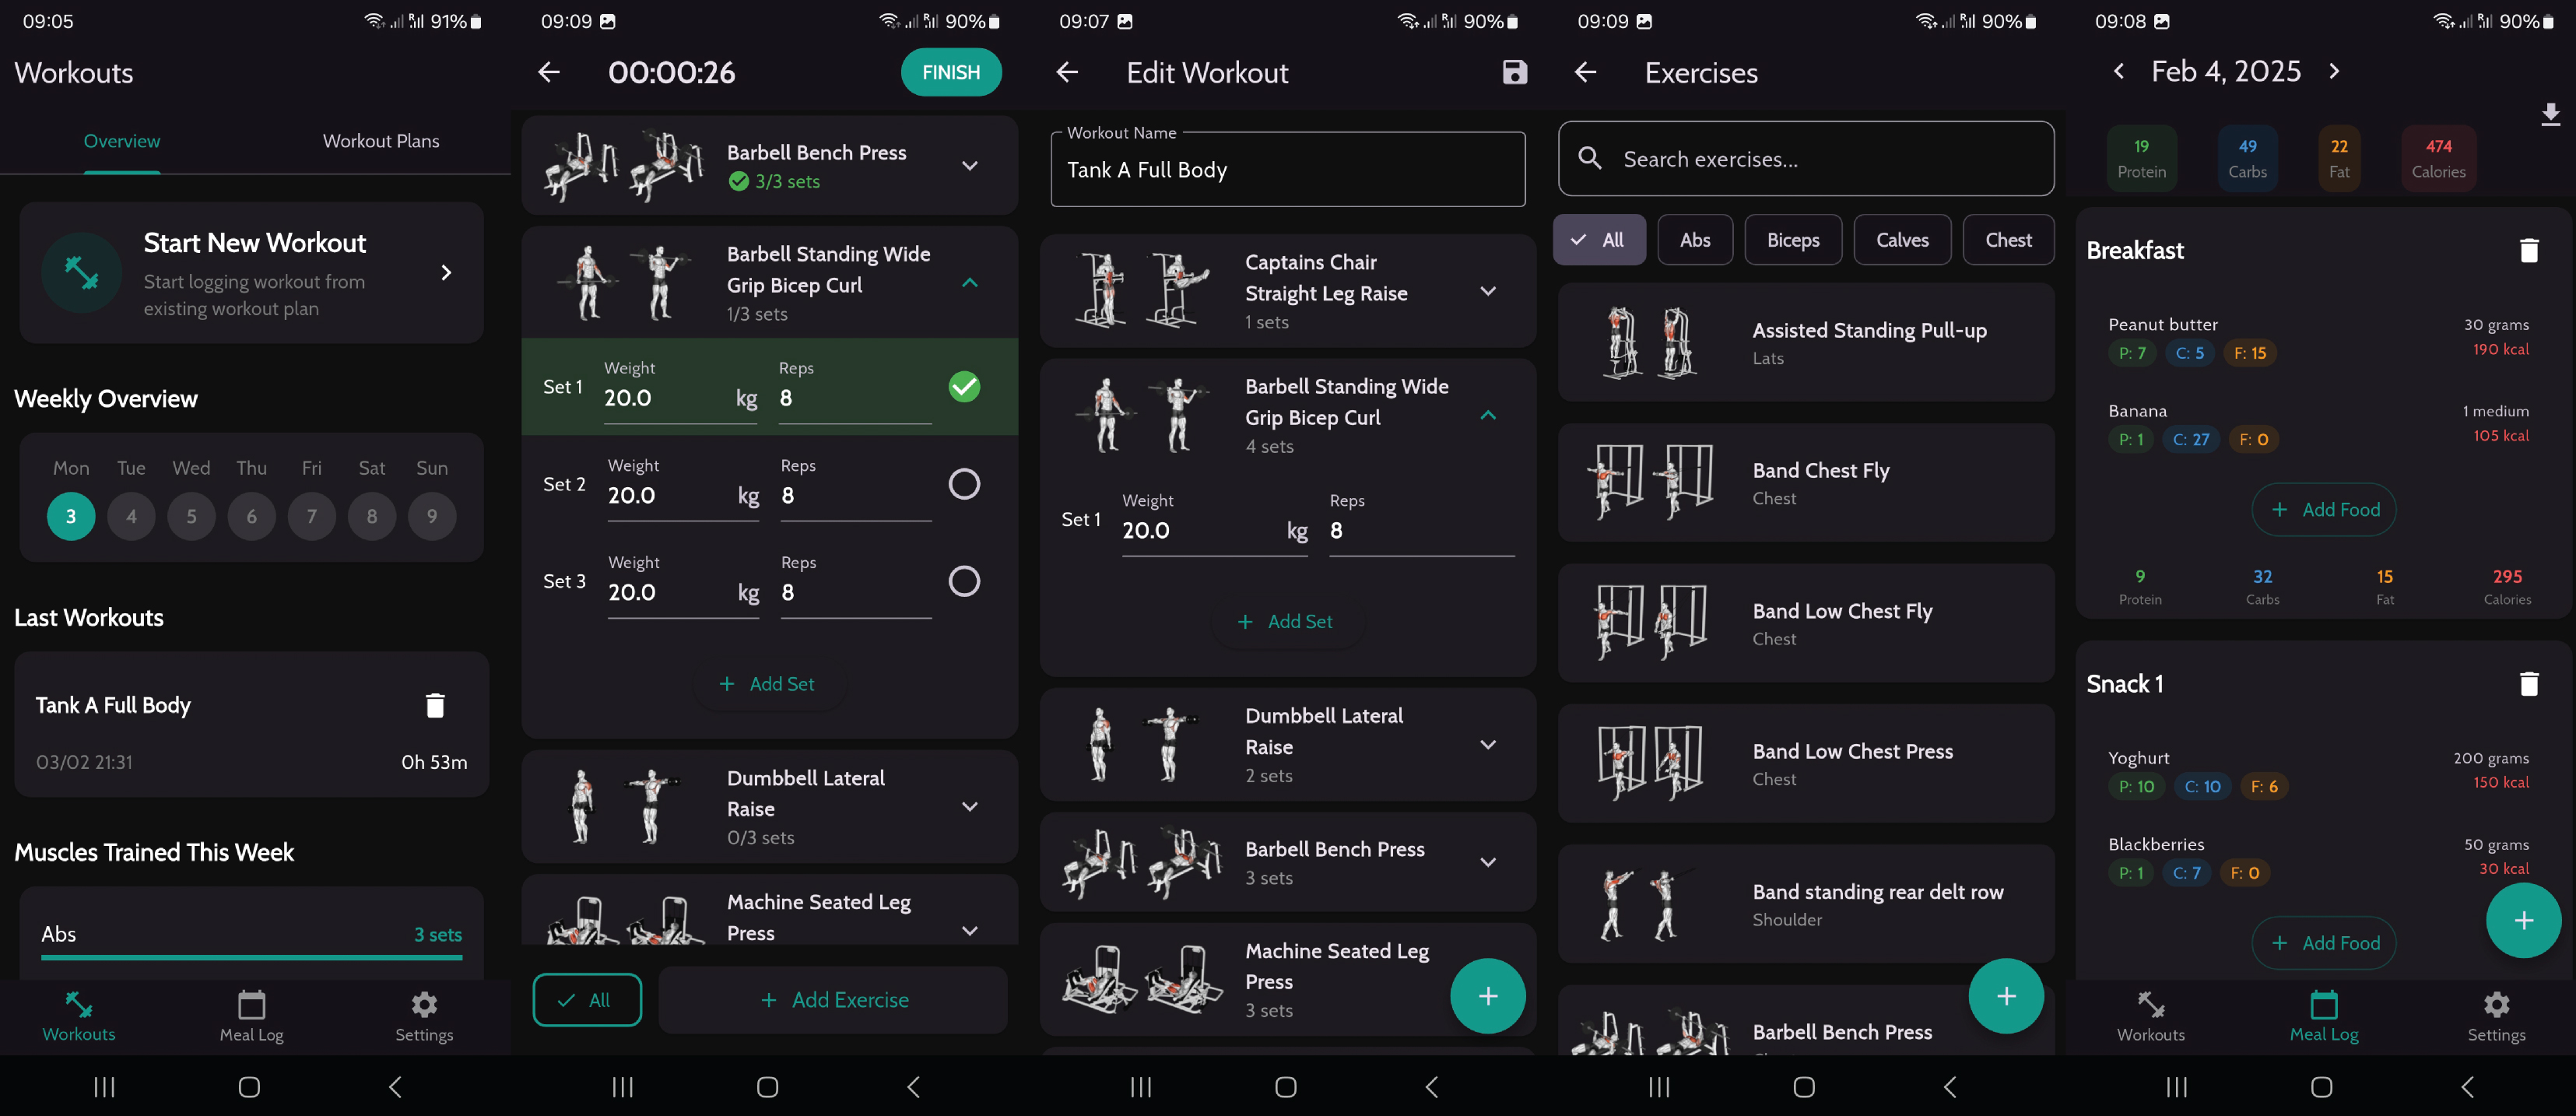 09:05
91%
Workouts
Overview
Workout Plans
Start New Workout
Start logging workout from
existing workout plan
Weekly Overview
Mon Tue Wed Thu Fri Sat Sun
3 4 5 6 7 8 9
Last Workouts
Tank A Full Body
03/02 21:31
0h 53m
Muscles Trained This Week
Abs
3 sets
Workouts
Meal Log
Settings
09:09
90%
00:00:26
FINISH
Barbell Bench Press
3/3 sets
Barbell Standing Wide
Grip Bicep Curl
1/3 sets
Weight Reps
Set 1 20.0 kg 8
Weight Reps
Set 2 20.0 kg 8
Weight Reps
Set 3 20.0 kg 8
+ Add Set
Dumbbell Lateral
Raise
0/3 sets
Machine Seated Leg
Press
All
+ Add Exercise
09:07
90%
Edit Workout
Workout Name
Tank A Full Body
Captains Chair
Straight Leg Raise
1 sets
Barbell Standing Wide
Grip Bicep Curl
4 sets
Weight Reps
Set 1 20.0 kg 8
+ Add Set
Dumbbell Lateral
Raise
2 sets
Barbell Bench Press
3 sets
Machine Seated Leg
Press
3 sets
+
09:09
90%
Exercises
Search exercises...
All
Abs
Biceps
Calves
Chest
Assisted Standing Pull-up
Lats
Band Chest Fly
Chest
Band Low Chest Fly
Chest
Band Low Chest Press
Chest
Band standing rear delt row
Shoulder
Barbell Bench Press
+
09:08
90%
Feb 4, 2025
19 49 22 474
Protein Carbs Fat Calories
Breakfast
Peanut butter
30 grams
P: 7 C: 5 F: 15
190 kcal
Banana
1 medium
P: 1 C: 27 F: 0
105 kcal
+ Add Food
9 32 15 295
Protein Carbs Fat Calories
Snack 1
Yoghurt
200 grams
P: 10 C: 10 F: 6
150 kcal
Blackberries
50 grams
P: 1 C: 7 F: 0
30 kcal
+ Add Food
+
Workouts
Meal Log
Settings